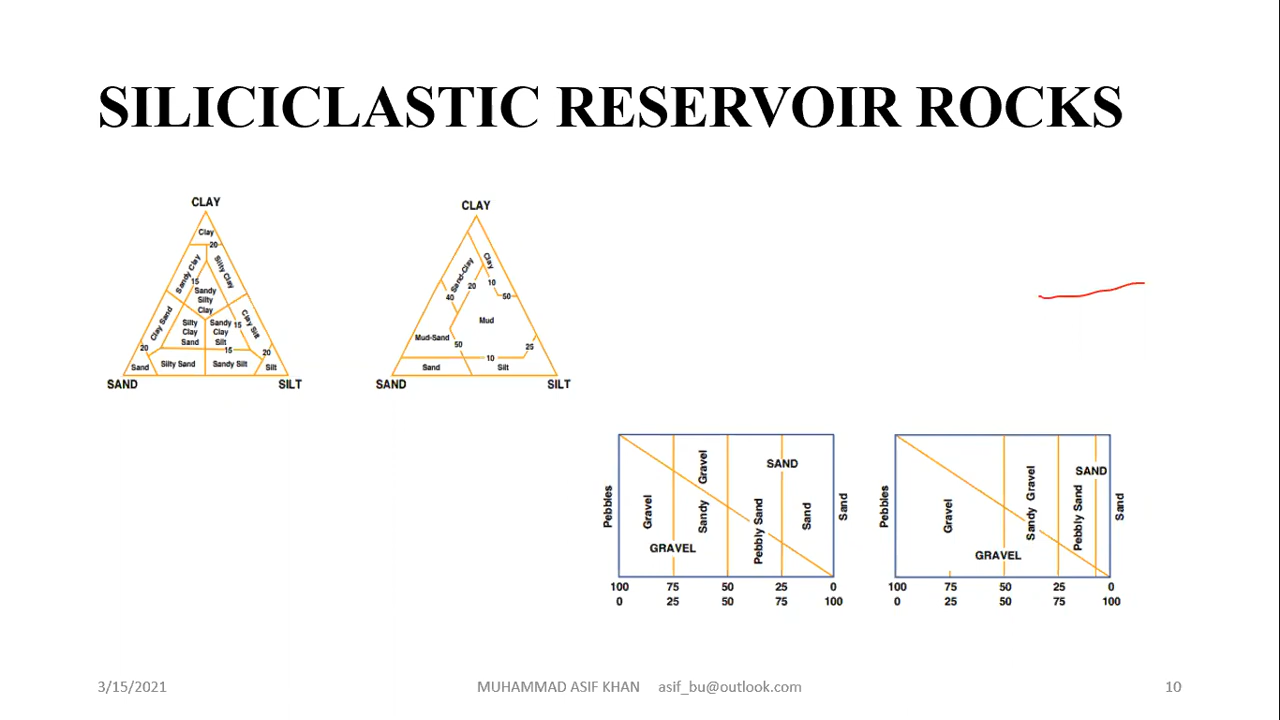 SILICICLASTIC RESERVOIR ROCKS
CLAY
Clay
20
Sandy Clay
Silty Clay
15
Sandy
Silty
Clay
Clay Sand
Silty
Clay
Sand
Sandy
Clay
Silt
15
Clay Silt
20
15
20
Sand
Silty Sand
Sandy Silt
Silt
SAND
SILT
CLAY
Sand-Clay
Clay
20
10
40
50
Mud
Mud-Sand
50
25
10
Sand
Silt
SAND
SILT
Pebbles
Gravel
Sandy Gravel
Pebbly Sand
SAND
Sand
Sand
GRAVEL
100 75 50 25 0
0 25 50 75 100
Pebbles
Gravel
Sandy Gravel
Pebbly Sand
SAND
Sand
GRAVEL
100 75 50 25 0
0 25 50 75 100
3/15/2021
MUHAMMAD ASIF KHAN asif_bu@outlook.com
10